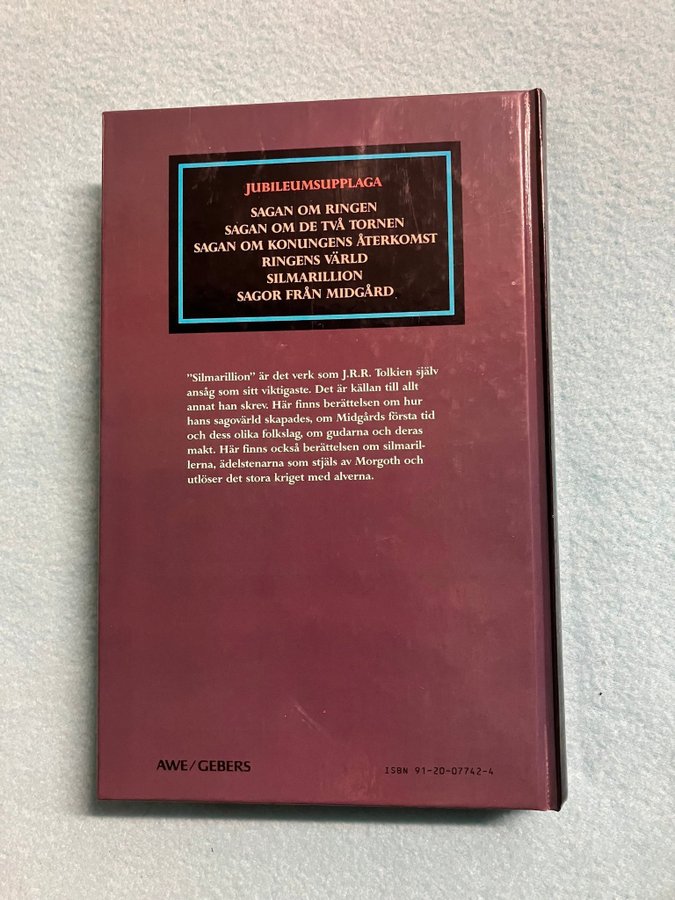 JUBILEUMSUPPLAGA
SAGAN OM RINGEN
SAGAN OM DE TVÅ TORNEN
SAGAN OM KONUNGENS ÅTERKOMST
RINGENS VÄRLD
SILMARILLION
SAGOR FRÅN MIDGÅRD
”Silmarillion” är det verk som J.R.R. Tolkien själv
ansåg som sitt viktigaste. Det är källan till allt
annat han skrev. Här finns berättelsen om hur
hans sagovärld skapades, om Midgårds första tid
och dess olika folkslag, om gudarna och deras
makt. Här finns också berättelsen om silmaril-
lerna, ädelstenarna som stjäls av Morgoth och
utlöser det stora kriget med alverna.
AWE/GEBERS
ISBN 91-20-07742-4